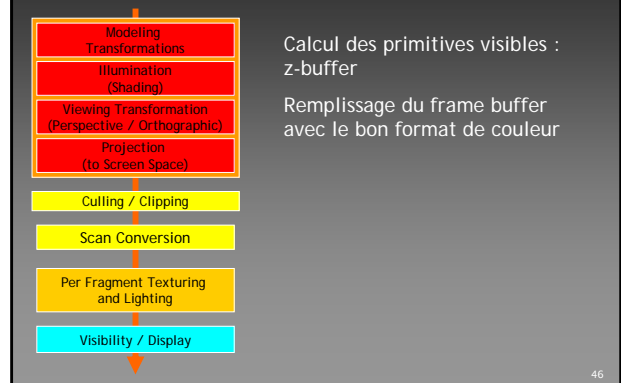 Modeling
Transformations
Illumination
(Shading)
Viewing Transformation
(Perspective / Orthographic)
Projection
(to Screen Space)
Culling / Clipping
Scan Conversion
Per Fragment Texturing
and Lighting
Visibility / Display
Calcul des primitives visibles :
z-buffer
Remplissage du frame buffer
avec le bon format de couleur
46